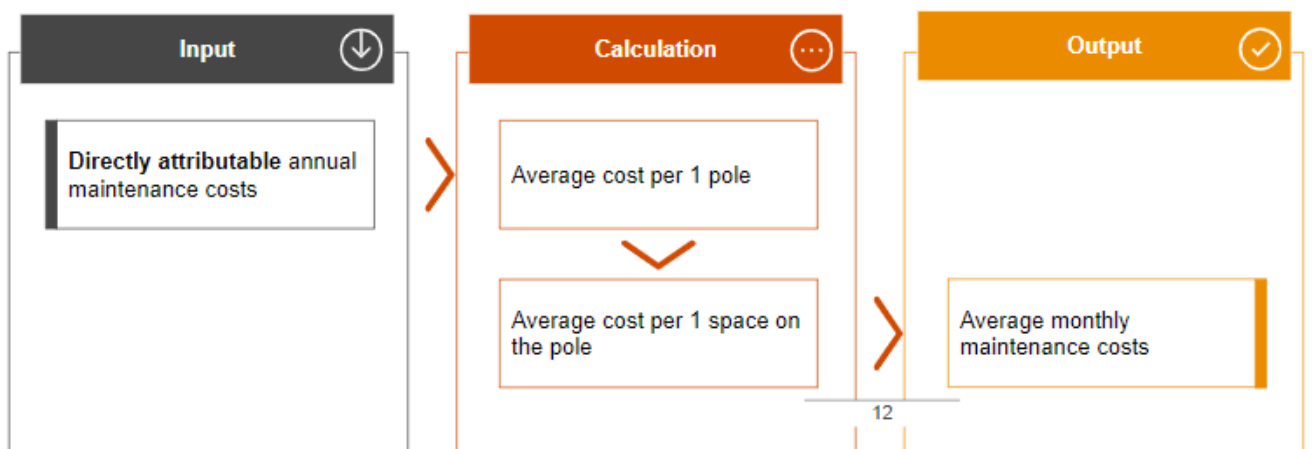 Input
Calculation
Output
Directly attributable annual
maintenance costs
Average cost per 1 pole
Average cost per 1 space on
the pole
Average monthly
maintenance costs
12